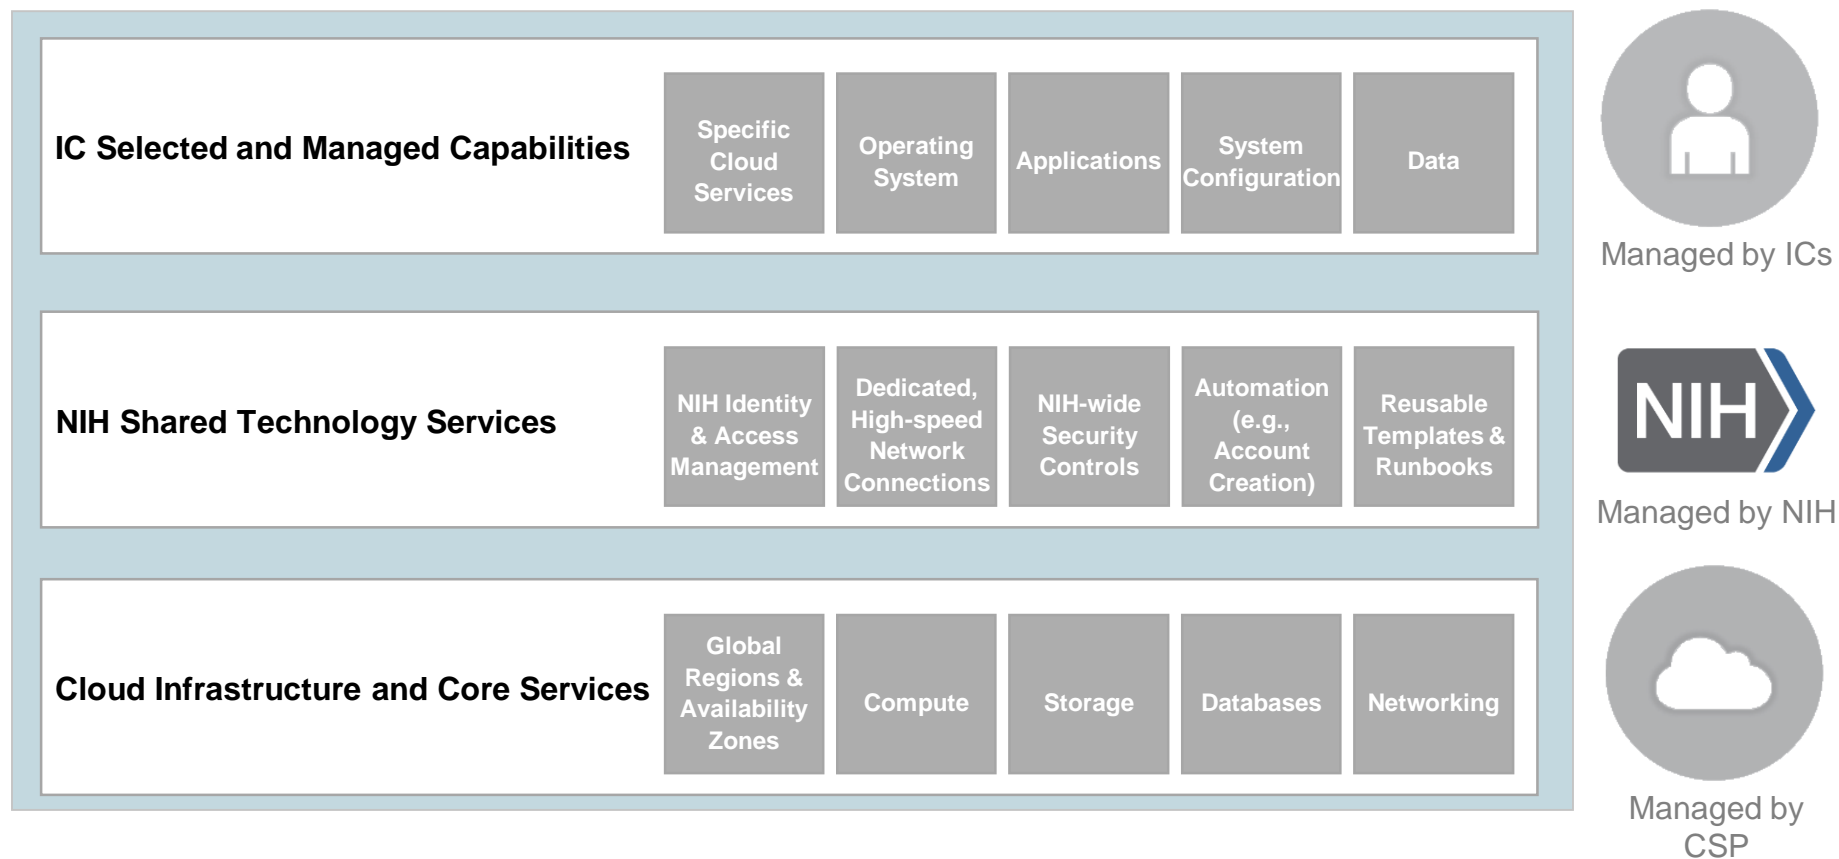 IC Selected and Managed Capabilities
Specific
Cloud
Services
Operating
System
Applications
System
Configuration
Data
Managed by ICs
NIH Shared Technology Services
NIH Identity
& Access
Management
Dedicated,
High-speed
Network
Connections
NIH-wide
Security
Controls
Automation
(e.g.,
Account
Creation)
Reusable
Templates &
Runbooks
NIH
Managed by NIH
Cloud Infrastructure and Core Services
Global
Regions &
Availability
Zones
Compute
Storage
Databases
Networking
Managed by
CSP